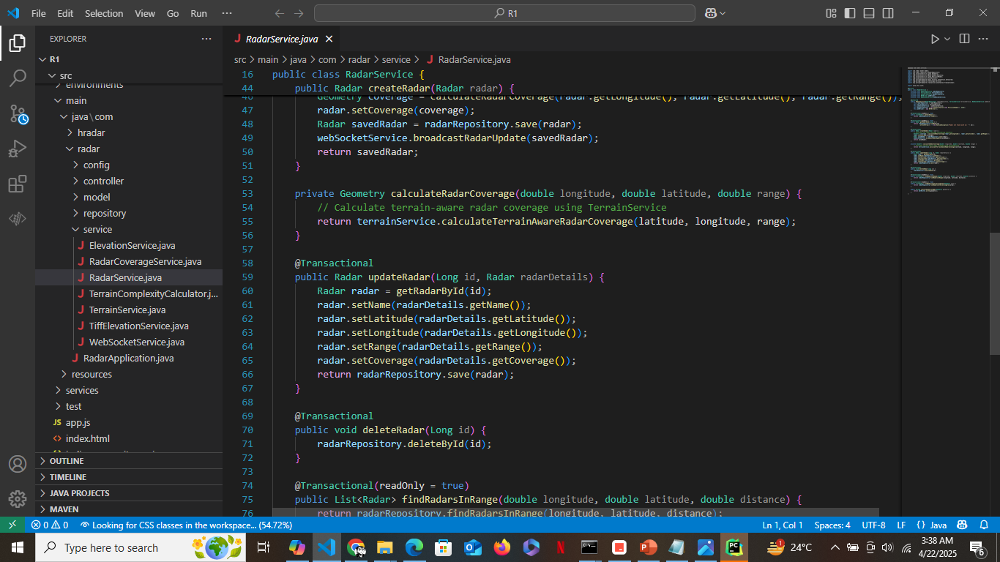 File Edit Selection View Go Run ···
R1
EXPLORER ···
RadarService.java
R1
src
environments
main
java\com
hradar
radar
config
controller
model
repository
service
ElevationService.java
RadarCoverageService.java
RadarService.java
TerrainComplexityCalculator.j...
TerrainService.java
TiffElevationService.java
WebSocketService.java
RadarApplication.java
resources
services
test
JS app.js
<> index.html
OUTLINE
TIMELINE
JAVA PROJECTS
MAVEN
src > main > java > com > radar > service > J RadarService.java
16 public class RadarService {
44 public Radar createRadar(Radar radar) {
46 Geometry coverage = calculateRadarCoverage(radar.getLongitude(), radar.getLatitude(), radar.getRange());
47 radar.setCoverage(coverage);
48 Radar savedRadar = radarRepository.save(radar);
49 webSocketService.broadcastRadarUpdate(savedRadar);
50 return savedRadar;
51 }
52
53 private Geometry calculateRadarCoverage(double longitude, double latitude, double range) {
54 // Calculate terrain-aware radar coverage using TerrainService
55 return terrainService.calculateTerrainAwareRadarCoverage(latitude, longitude, range);
56 }
57
58 @Transactional
59 public Radar updateRadar(Long id, Radar radarDetails) {
60 Radar radar = getRadarById(id);
61 radar.setName(radarDetails.getName());
62 radar.setLatitude(radarDetails.getLatitude());
63 radar.setLongitude(radarDetails.getLongitude());
64 radar.setRange(radarDetails.getRange());
65 radar.setCoverage(radarDetails.getCoverage());
66 return radarRepository.save(radar);
67 }
68
69 @Transactional
70 public void deleteRadar(Long id) {
71 radarRepository.deleteById(id);
72 }
73
74 @Transactional(readOnly = true)
75 public List<Radar> findRadarsInRange(double longitude, double latitude, double distance) {
76 return radarRepository.findRadarsInRange(longitude, latitude, distance);
0 0 Looking for CSS classes in the workspace... (54.72%) Ln 1, Col 1 Spaces: 4 UTF-8 LF {} Java
Type here to search
24°C
3:38 AM
4/22/2025
6